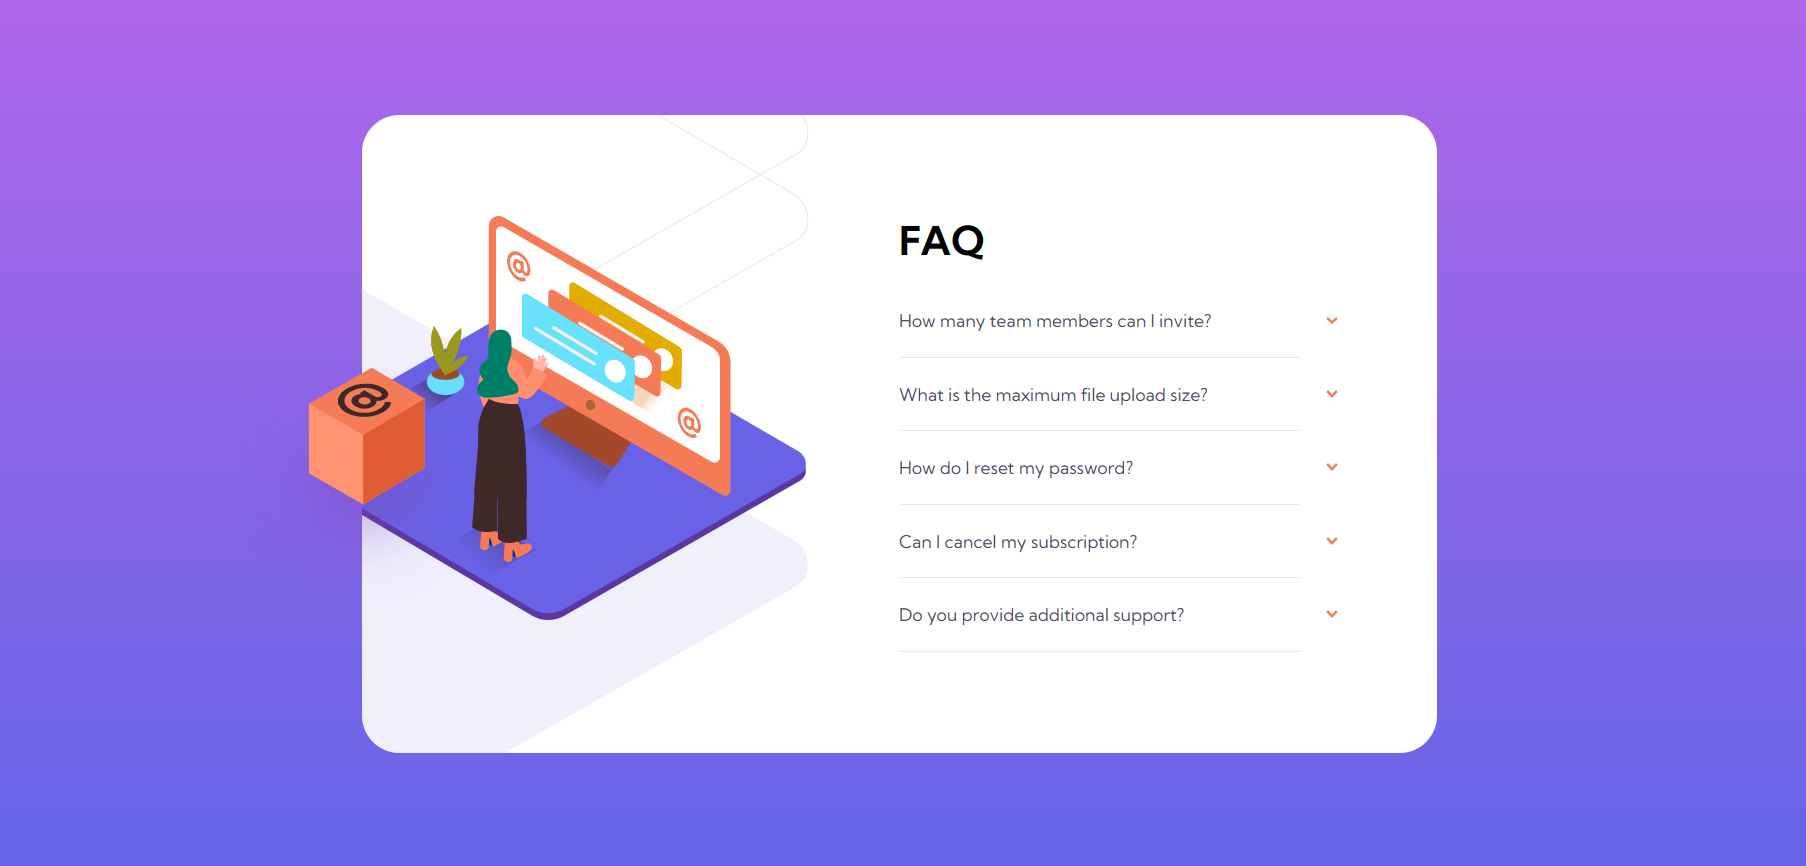 @
@
@
FAQ
How many team members can I invite?
What is the maximum file upload size?
How do I reset my password?
Can I cancel my subscription?
Do you provide additional support?